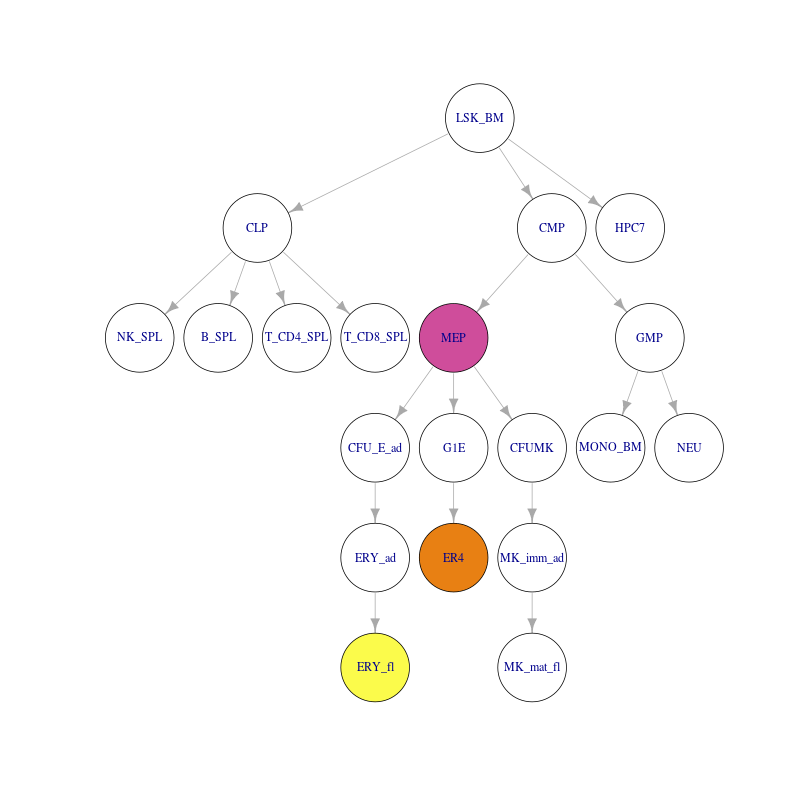 LSK_BM
CLP
CMP
HPC7
NK_SPL
B_SPL
T_CD4_SPL
T_CD8_SPL
MEP
GMP
CFU_E_ad
G1E
CFUMK
MONO_BM
NEU
ERY_ad
ER4
MK_imm_ad
ERY_fl
MK_mat_fl